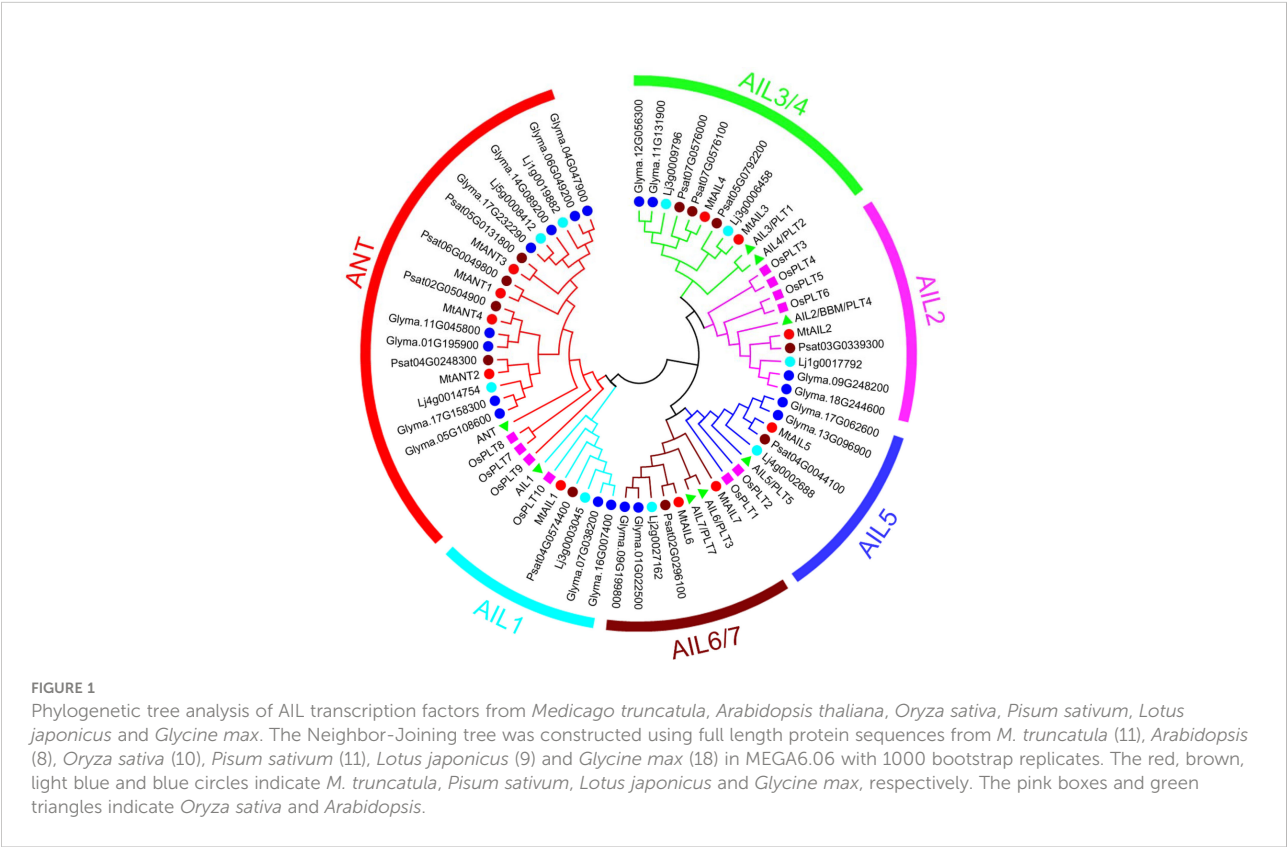 AIL3/4
AIL2
AIL5
AIL6/7
AIL1
ANT
Glyma.12G056300
Glyma.11G131900
Lj3g0009796
Psat07G0576000
Psat07G0576100
MtAIL4
Psat05G0792200
Lj3g0006458
MtAIL3
AIL3/PLT1
AIL4/PLT2
OsPLT3
OsPLT4
OsPLT5
OsPLT6
AIL2/BBM/PLT4
MtAIL2
Psat03G0339300
Lj1g0017792
Glyma.09G248200
Glyma.18G244600
Glyma.17G062600
Glyma.13G096900
MtAIL5
Psat04G0044100
Lj4g0002688
AIL5/PLT5
OsPLT2
OsPLT1
MtAIL7
AIL6/PLT3
AIL7/PLT7
MtAIL6
Psat02G0296100
Lj2g0027162
Glyma.01G022500
Glyma.09G199800
Glyma.16G007400
Glyma.07G038200
Lj3g0003045
Psat04G0574400
MtAIL1
OsPLT10
AIL1
OsPLT9
OsPLT7
OsPLT8
ANT
Glyma.05G108600
Glyma.17G158300
Lj4g0014754
MtANT2
Psat04G0248300
Glyma.01G195900
Glyma.11G045800
MtANT4
Psat02G0504900
MtANT1
Psat06G0049800
MtANT3
Psat05G0131800
Glyma.17G232290
Lj5g0008412
Glyma.14G089200
Lj1g0019882
Glyma.06G049200
Glyma.04G047900
FIGURE 1
Phylogenetic tree analysis of AIL transcription factors from Medicago truncatula, Arabidopsis thaliana, Oryza sativa, Pisum sativum, Lotus
japonicus and Glycine max. The Neighbor-Joining tree was constructed using full length protein sequences from M. truncatula (11), Arabidopsis
(8), Oryza sativa (10), Pisum sativum (11), Lotus japonicus (9) and Glycine max (18) in MEGA6.06 with 1000 bootstrap replicates. The red, brown,
light blue and blue circles indicate M. truncatula, Pisum sativum, Lotus japonicus and Glycine max, respectively. The pink boxes and green
triangles indicate Oryza sativa and Arabidopsis.